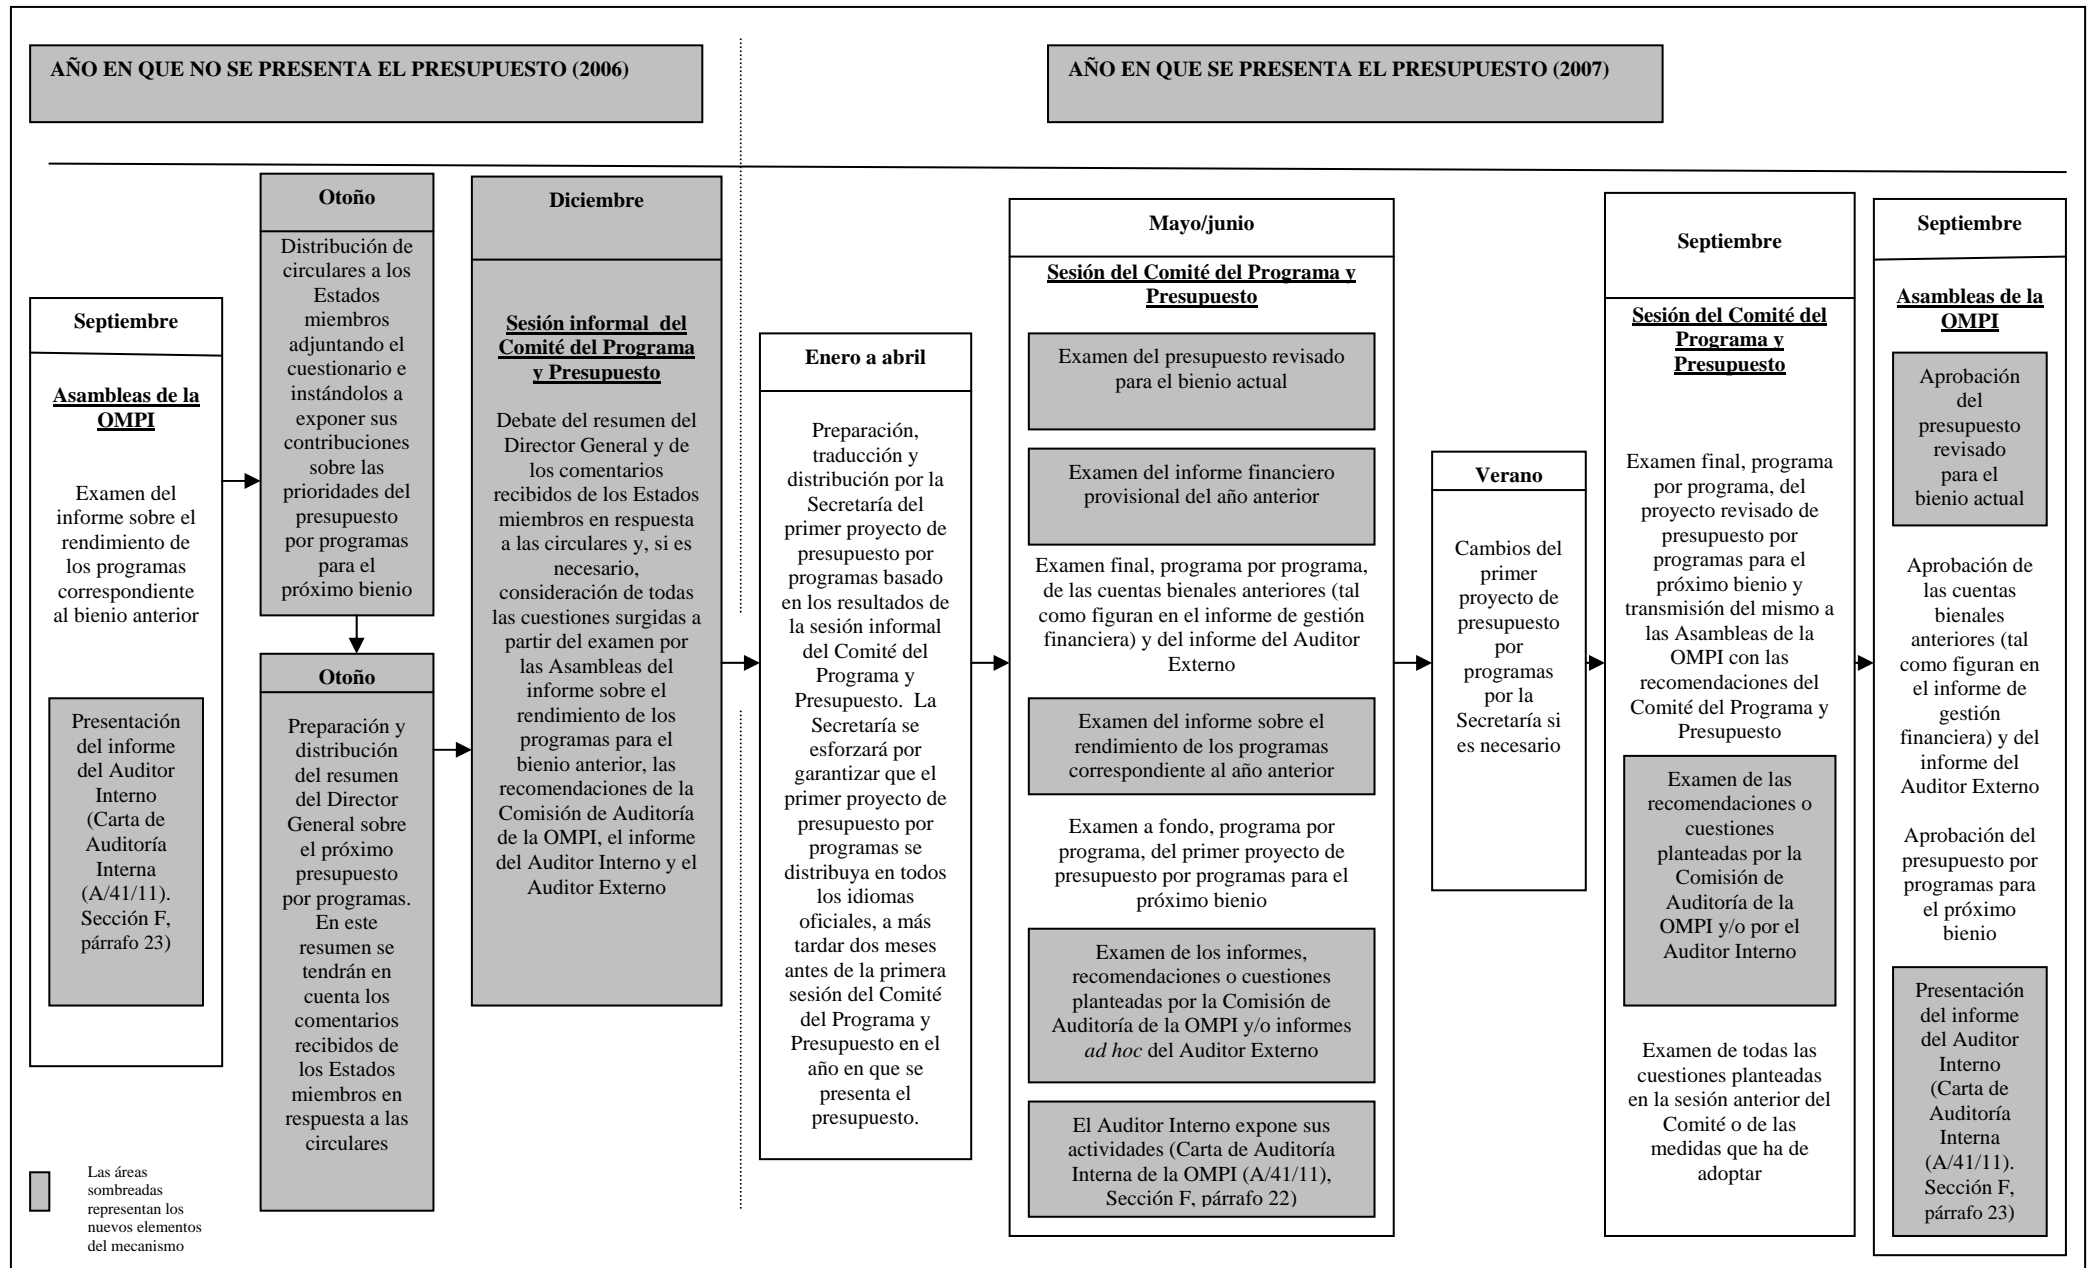 AÑO EN QUE NO SE PRESENTA EL PRESUPUESTO (2006)
AÑO EN QUE SE PRESENTA EL PRESUPUESTO (2007)
Septiembre
Asambleas de la
OMPI
Examen del
informe sobre el
rendimiento de
los programas
correspondiente
al bienio anterior
Presentación
del informe
del Auditor
Interno
(Carta de
Auditoría
Interna
(A/41/11).
Sección F,
párrafo 23)
Otoño
Distribución de
circulares a los
Estados
miembros
adjuntando el
cuestionario e
instándolos a
exponer sus
contribuciones
sobre las
prioridades del
presupuesto
por programas
para el
próximo bienio
Otoño
Preparación y
distribución
del resumen
del Director
General sobre
el próximo
presupuesto
por programas.
En este
resumen se
tendrán en
cuenta los
comentarios
recibidos de
los Estados
miembros en
respuesta a las
circulares
Diciembre
Sesión informal  del
Comité del Programa
y Presupuesto
Debate del resumen del
Director General y de
los comentarios
recibidos de los Estados
miembros en respuesta
a las circulares y, si es
necesario,
consideración de todas
las cuestiones surgidas a
partir del examen por
las Asambleas del
informe sobre el
rendimiento de los
programas para el
bienio anterior, las
recomendaciones de la
Comisión de Auditoría
de la OMPI, el informe
del Auditor Interno y el
Auditor Externo
Enero a abril
Preparación,
traducción y
distribución por la
Secretaría del
primer proyecto de
presupuesto por
programas basado
en los resultados de
la sesión informal
del Comité del
Programa y
Presupuesto.  La
Secretaría se
esforzará por
garantizar que el
primer proyecto de
presupuesto por
programas se
distribuya en todos
los idiomas
oficiales, a más
tardar dos meses
antes de la primera
sesión del Comité
del Programa y
Presupuesto en el
año en que se
presenta el
presupuesto.
Mayo/junio
Sesión del Comité del Programa y
Presupuesto
Examen del presupuesto revisado
para el bienio actual
Examen del informe financiero
provisional del año anterior
Examen final, programa por programa,
de las cuentas bienales anteriores (tal
como figuran en el informe de gestión
financiera) y del informe del Auditor
Externo
Examen del informe sobre el
rendimiento de los programas
correspondiente al año anterior
Examen a fondo, programa por
programa, del primer proyecto de
presupuesto por programas para el
próximo bienio
Examen de los informes,
recomendaciones o cuestiones
planteadas por la Comisión de
Auditoría de la OMPI y/o informes
ad hoc del Auditor Externo
El Auditor Interno expone sus
actividades (Carta de Auditoría
Interna de la OMPI (A/41/11),
Sección F, párrafo 22)
Verano
Cambios del
primer
proyecto de
presupuesto
por
programas
por la
Secretaría si
es necesario
Septiembre
Sesión del Comité del
Programa y
Presupuesto
Examen final, programa
por programa, del
proyecto revisado de
presupuesto por
programas para el
próximo bienio y
transmisión del mismo a
las Asambleas de la
OMPI con las
recomendaciones del
Comité del Programa y
Presupuesto
Examen de las
recomendaciones o
cuestiones
planteadas por la
Comisión de
Auditoría de la
OMPI y/o por el
Auditor Interno
Examen de todas las
cuestiones planteadas
en la sesión anterior del
Comité o de las
medidas que ha de
adoptar
Septiembre
Asambleas de la
OMPI
Aprobación
del
presupuesto
revisado
para el
bienio actual
Aprobación de
las cuentas
bienales
anteriores (tal
como figuran en
el informe de
gestión
financiera) y del
informe del
Auditor Externo
Aprobación del
presupuesto por
programas para
el próximo
bienio
Presentación
del informe
del Auditor
Interno
(Carta de
Auditoría
Interna
(A/41/11).
Sección F,
párrafo 23)
Las áreas
sombreadas
representan los
nuevos elementos
del mecanismo